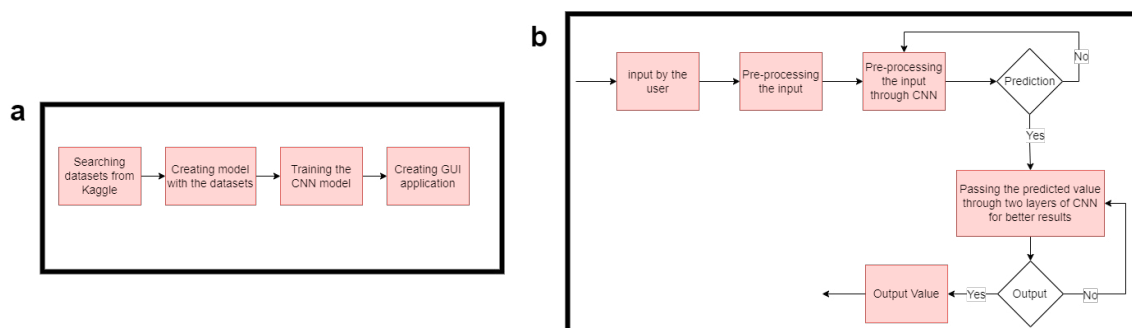 a
Searching
datasets from
Kaggle
Creating model
with the datasets
Training the
CNN model
Creating GUI
application
b
input by the
user
Pre-processing
the input
Pre-processing
the input
through CNN
Prediction
No
Yes
Passing the predicted value
through two layers of CNN
for better results
Output
No
Yes
Output Value